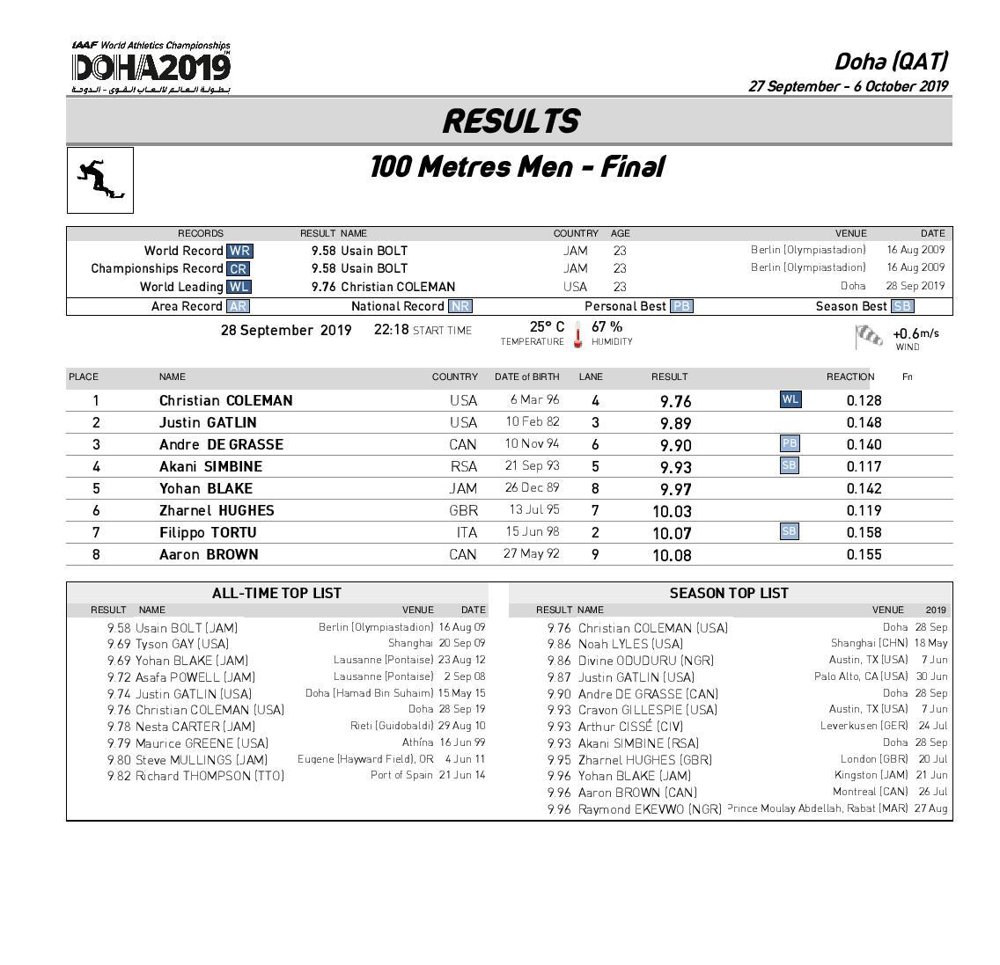 IAAF World Athletics Championships™
DOHA2019
بطولة العالم لألعاب القوى - الدوحة
Doha (QAT)
27 September - 6 October 2019
RESULTS
100 Metres Men - Final
RECORDS RESULT NAME COUNTRY AGE VENUE DATE
World Record WR 9.58 Usain BOLT JAM 23 Berlin (Olympiastadion) 16 Aug 2009
Championships Record CR 9.58 Usain BOLT JAM 23 Berlin (Olympiastadion) 16 Aug 2009
World Leading WL 9.76 Christian COLEMAN USA 23 Doha 28 Sep 2019
Area Record AR National Record NR Personal Best PB Season Best SB
28 September 2019 22:18 START TIME 25° C TEMPERATURE 67 % HUMIDITY +0.6m/s WIND
PLACE NAME COUNTRY DATE of BIRTH LANE RESULT REACTION Fn
1 Christian COLEMAN USA 6 Mar 96 4 9.76 WL 0.128
2 Justin GATLIN USA 10 Feb 82 3 9.89 0.148
3 Andre DE GRASSE CAN 10 Nov 94 6 9.90 PB 0.140
4 Akani SIMBINE RSA 21 Sep 93 5 9.93 SB 0.117
5 Yohan BLAKE JAM 26 Dec 89 8 9.97 0.142
6 Zharnel HUGHES GBR 13 Jul 95 7 10.03 0.119
7 Filippo TORTU ITA 15 Jun 98 2 10.07 SB 0.158
8 Aaron BROWN CAN 27 May 92 9 10.08 0.155
ALL-TIME TOP LIST
RESULT NAME VENUE DATE
9.58 Usain BOLT (JAM) Berlin (Olympiastadion) 16 Aug 09
9.69 Tyson GAY (USA) Shanghai 20 Sep 09
9.69 Yohan BLAKE (JAM) Lausanne (Pontaise) 23 Aug 12
9.72 Asafa POWELL (JAM) Lausanne (Pontaise) 2 Sep 08
9.74 Justin GATLIN (USA) Doha (Hamad Bin Suhaim) 15 May 15
9.76 Christian COLEMAN (USA) Doha 28 Sep 19
9.78 Nesta CARTER (JAM) Rieti (Guidobaldi) 29 Aug 10
9.79 Maurice GREENE (USA) Athína 16 Jun 99
9.80 Steve MULLINGS (JAM) Eugene (Hayward Field), OR 4 Jun 11
9.82 Richard THOMPSON (TTO) Port of Spain 21 Jun 14
SEASON TOP LIST
RESULT NAME VENUE 2019
9.76 Christian COLEMAN (USA) Doha 28 Sep
9.86 Noah LYLES (USA) Shanghai (CHN) 18 May
9.86 Divine ODUDURU (NGR) Austin, TX (USA) 7 Jun
9.87 Justin GATLIN (USA) Palo Alto, CA (USA) 30 Jun
9.90 Andre DE GRASSE (CAN) Doha 28 Sep
9.93 Cravon GILLESPIE (USA) Austin, TX (USA) 7 Jun
9.93 Arthur CISSÉ (CIV) Leverkusen (GER) 24 Jul
9.93 Akani SIMBINE (RSA) Doha 28 Sep
9.95 Zharnel HUGHES (GBR) London (GBR) 20 Jul
9.96 Yohan BLAKE (JAM) Kingston (JAM) 21 Jun
9.96 Aaron BROWN (CAN) Montreal (CAN) 26 Jul
9.96 Raymond EKEVWO (NGR) Prince Moulay Abdellah, Rabat (MAR) 27 Aug